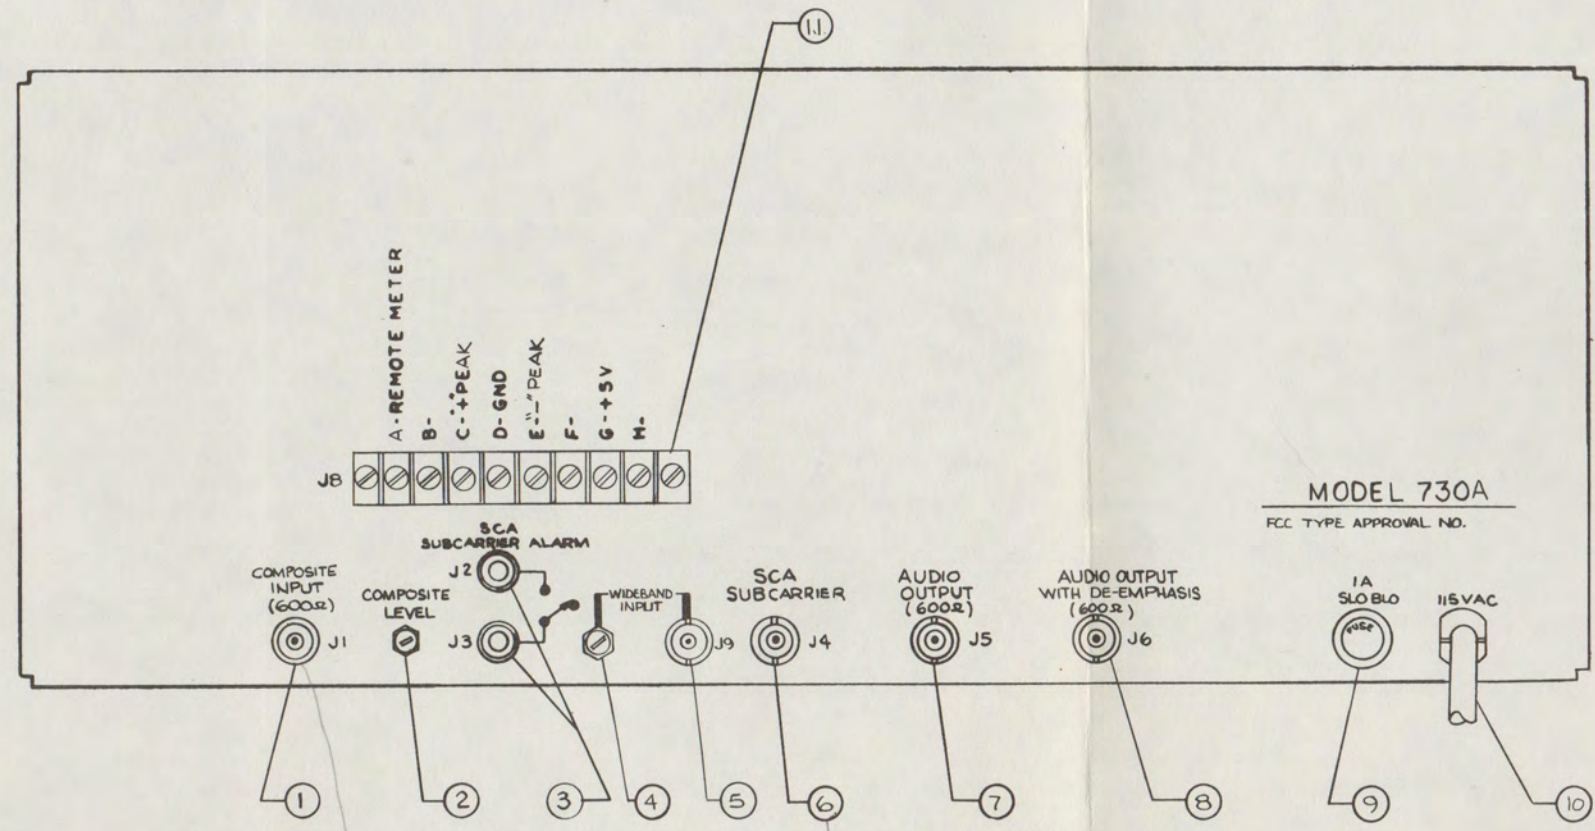 11
A-REMOTE METER
B-
C-"+"PEAK
D-GND
E-"-"PEAK
F-
G-+5V
H-
J8
MODEL 730A
FCC TYPE APPROVAL NO.
SCA
SUBCARRIER ALARM
J2
COMPOSITE
INPUT
(600Ω)
J1
COMPOSITE
LEVEL
J3
WIDEBAND
INPUT
J9
SCA
SUBCARRIER
J4
AUDIO
OUTPUT
(600Ω)
J5
AUDIO OUTPUT
WITH DE-EMPHASIS
(600Ω)
J6
1A
SLO BLO
FUSE
115VAC
1
2
3
4
5
6
7
8
9
10